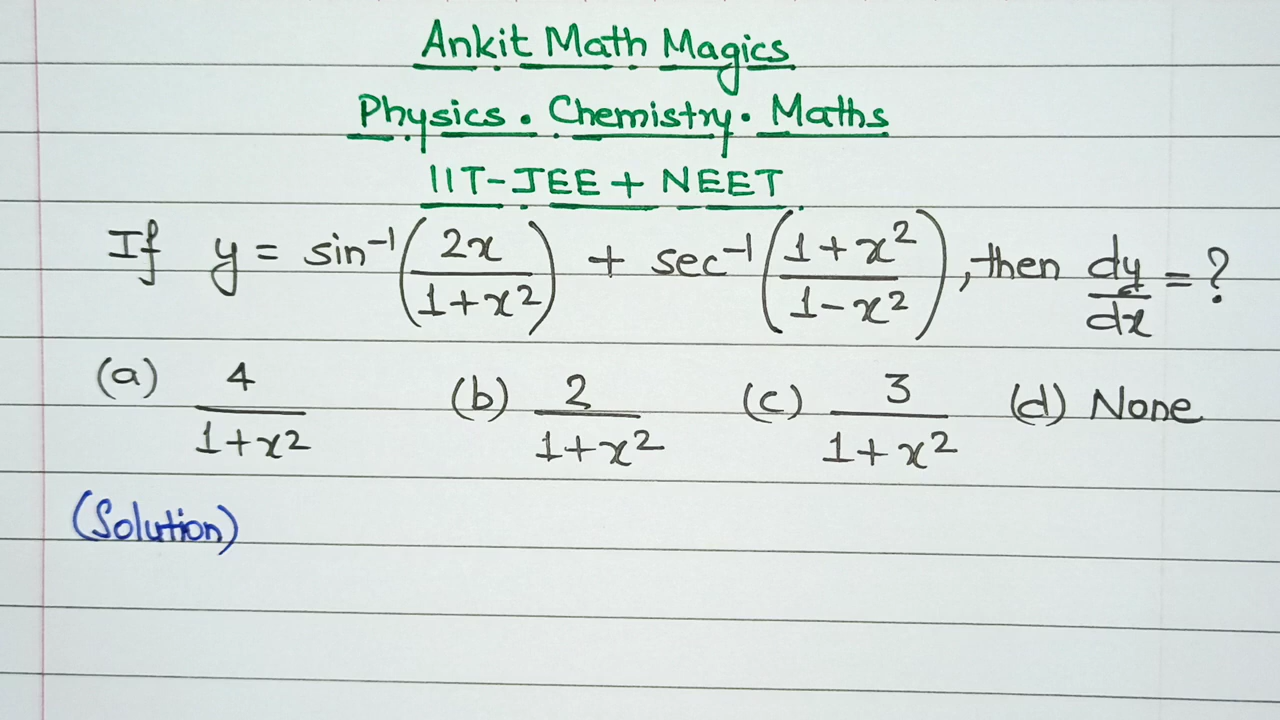 Ankit Math Magics
Physics. Chemistry. Maths
IIT-JEE + NEET
If y = sin⁻¹(2x/(1+x²)) + sec⁻¹((1+x²)/(1-x²)), then dy/dx = ?
(a) 4/(1+x²) (b) 2/(1+x²) (c) 3/(1+x²) (d) None
(Solution)